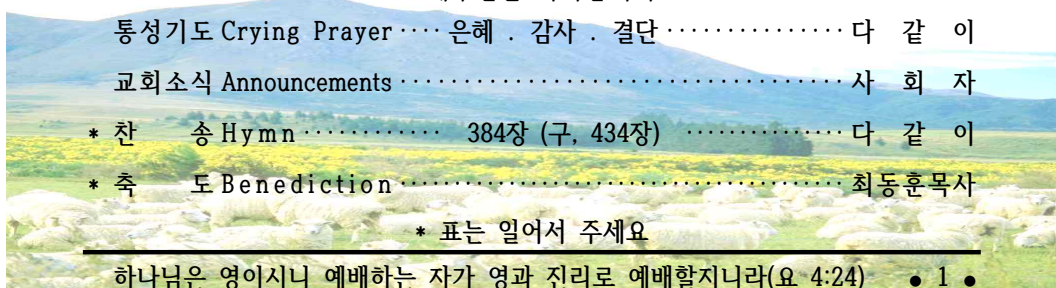 통성기도 Crying Prayer ···· 은혜 . 감사 . 결단 ··············· 다 같 이
교회소식 Announcements ····································· 사 회 자
* 찬 송 Hymn ············ 384장 (구, 434장) ··············· 다 같 이
* 축 도 Benediction ····································· 최동훈목사
* 표는 일어서 주세요
하나님은 영이시니 예배하는 자가 영과 진리로 예배할지니라(요 4:24) ● 1 ●